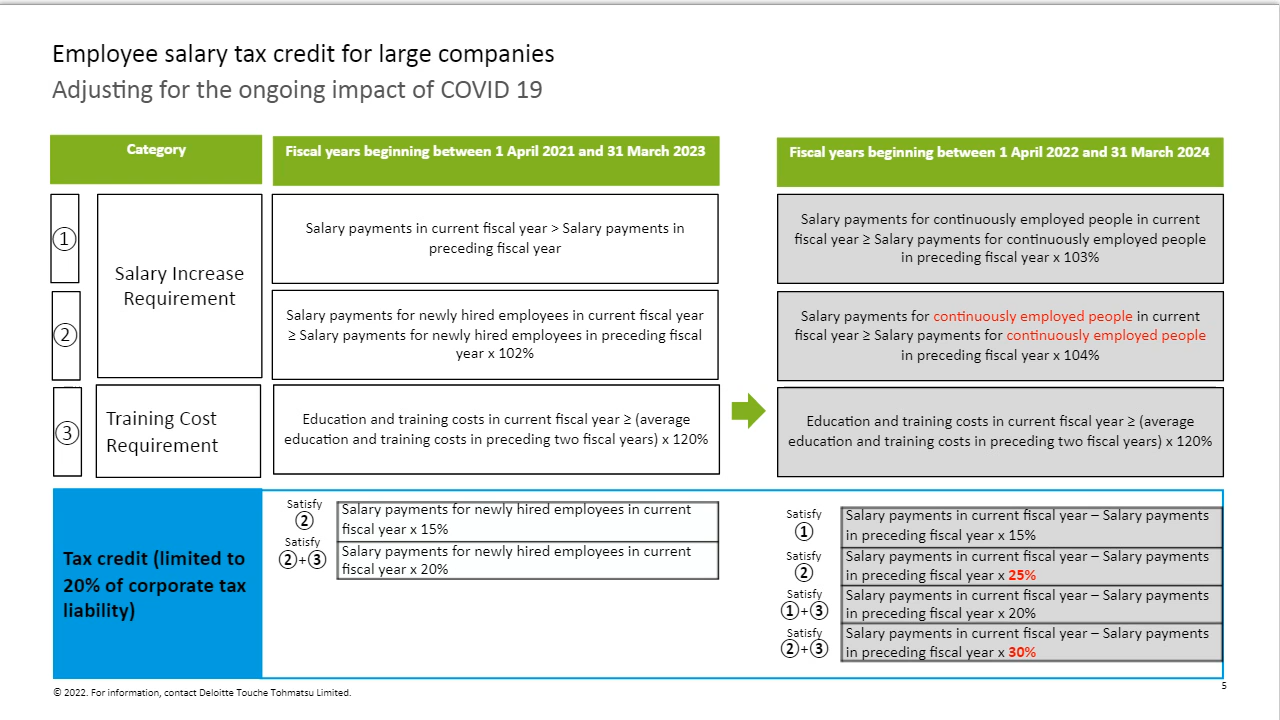 Employee salary tax credit for large companies
Adjusting for the ongoing impact of COVID 19
Category
Fiscal years beginning between 1 April 2021 and 31 March 2023
Fiscal years beginning between 1 April 2022 and 31 March 2024
①
Salary Increase
Requirement
Salary payments in current fiscal year > Salary payments in
preceding fiscal year
Salary payments for continuously employed people in current
fiscal year ≥ Salary payments for continuously employed people
in preceding fiscal year x 103%
②
Salary payments for newly hired employees in current fiscal year
≥ Salary payments for newly hired employees in preceding fiscal
year x 102%
Salary payments for continuously employed people in current
fiscal year ≥ Salary payments for continuously employed people
in preceding fiscal year x 104%
③
Training Cost
Requirement
Education and training costs in current fiscal year ≥ (average
education and training costs in preceding two fiscal years) x 120%
Education and training costs in current fiscal year ≥ (average
education and training costs in preceding two fiscal years) x 120%
Tax credit (limited to
20% of corporate tax
liability)
Satisfy
②
Salary payments for newly hired employees in current
fiscal year x 15%
Satisfy
②+③
Salary payments for newly hired employees in current
fiscal year x 20%
Satisfy
①
Salary payments in current fiscal year – Salary payments
in preceding fiscal year x 15%
Satisfy
②
Salary payments in current fiscal year – Salary payments
in preceding fiscal year x 25%
Satisfy
①+③
Salary payments in current fiscal year – Salary payments
in preceding fiscal year x 20%
Satisfy
②+③
Salary payments in current fiscal year – Salary payments
in preceding fiscal year x 30%
© 2022. For information, contact Deloitte Touche Tohmatsu Limited.
5